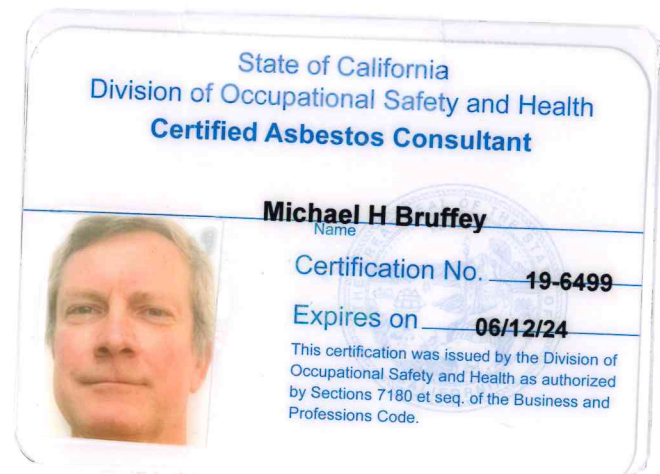 State of California
Division of Occupational Safety and Health
Certified Asbestos Consultant
Michael H Bruffey
Name
Certification No. 19-6499
Expires on 06/12/24
This certification was issued by the Division of
Occupational Safety and Health as authorized
by Sections 7180 et seq. of the Business and
Professions Code.